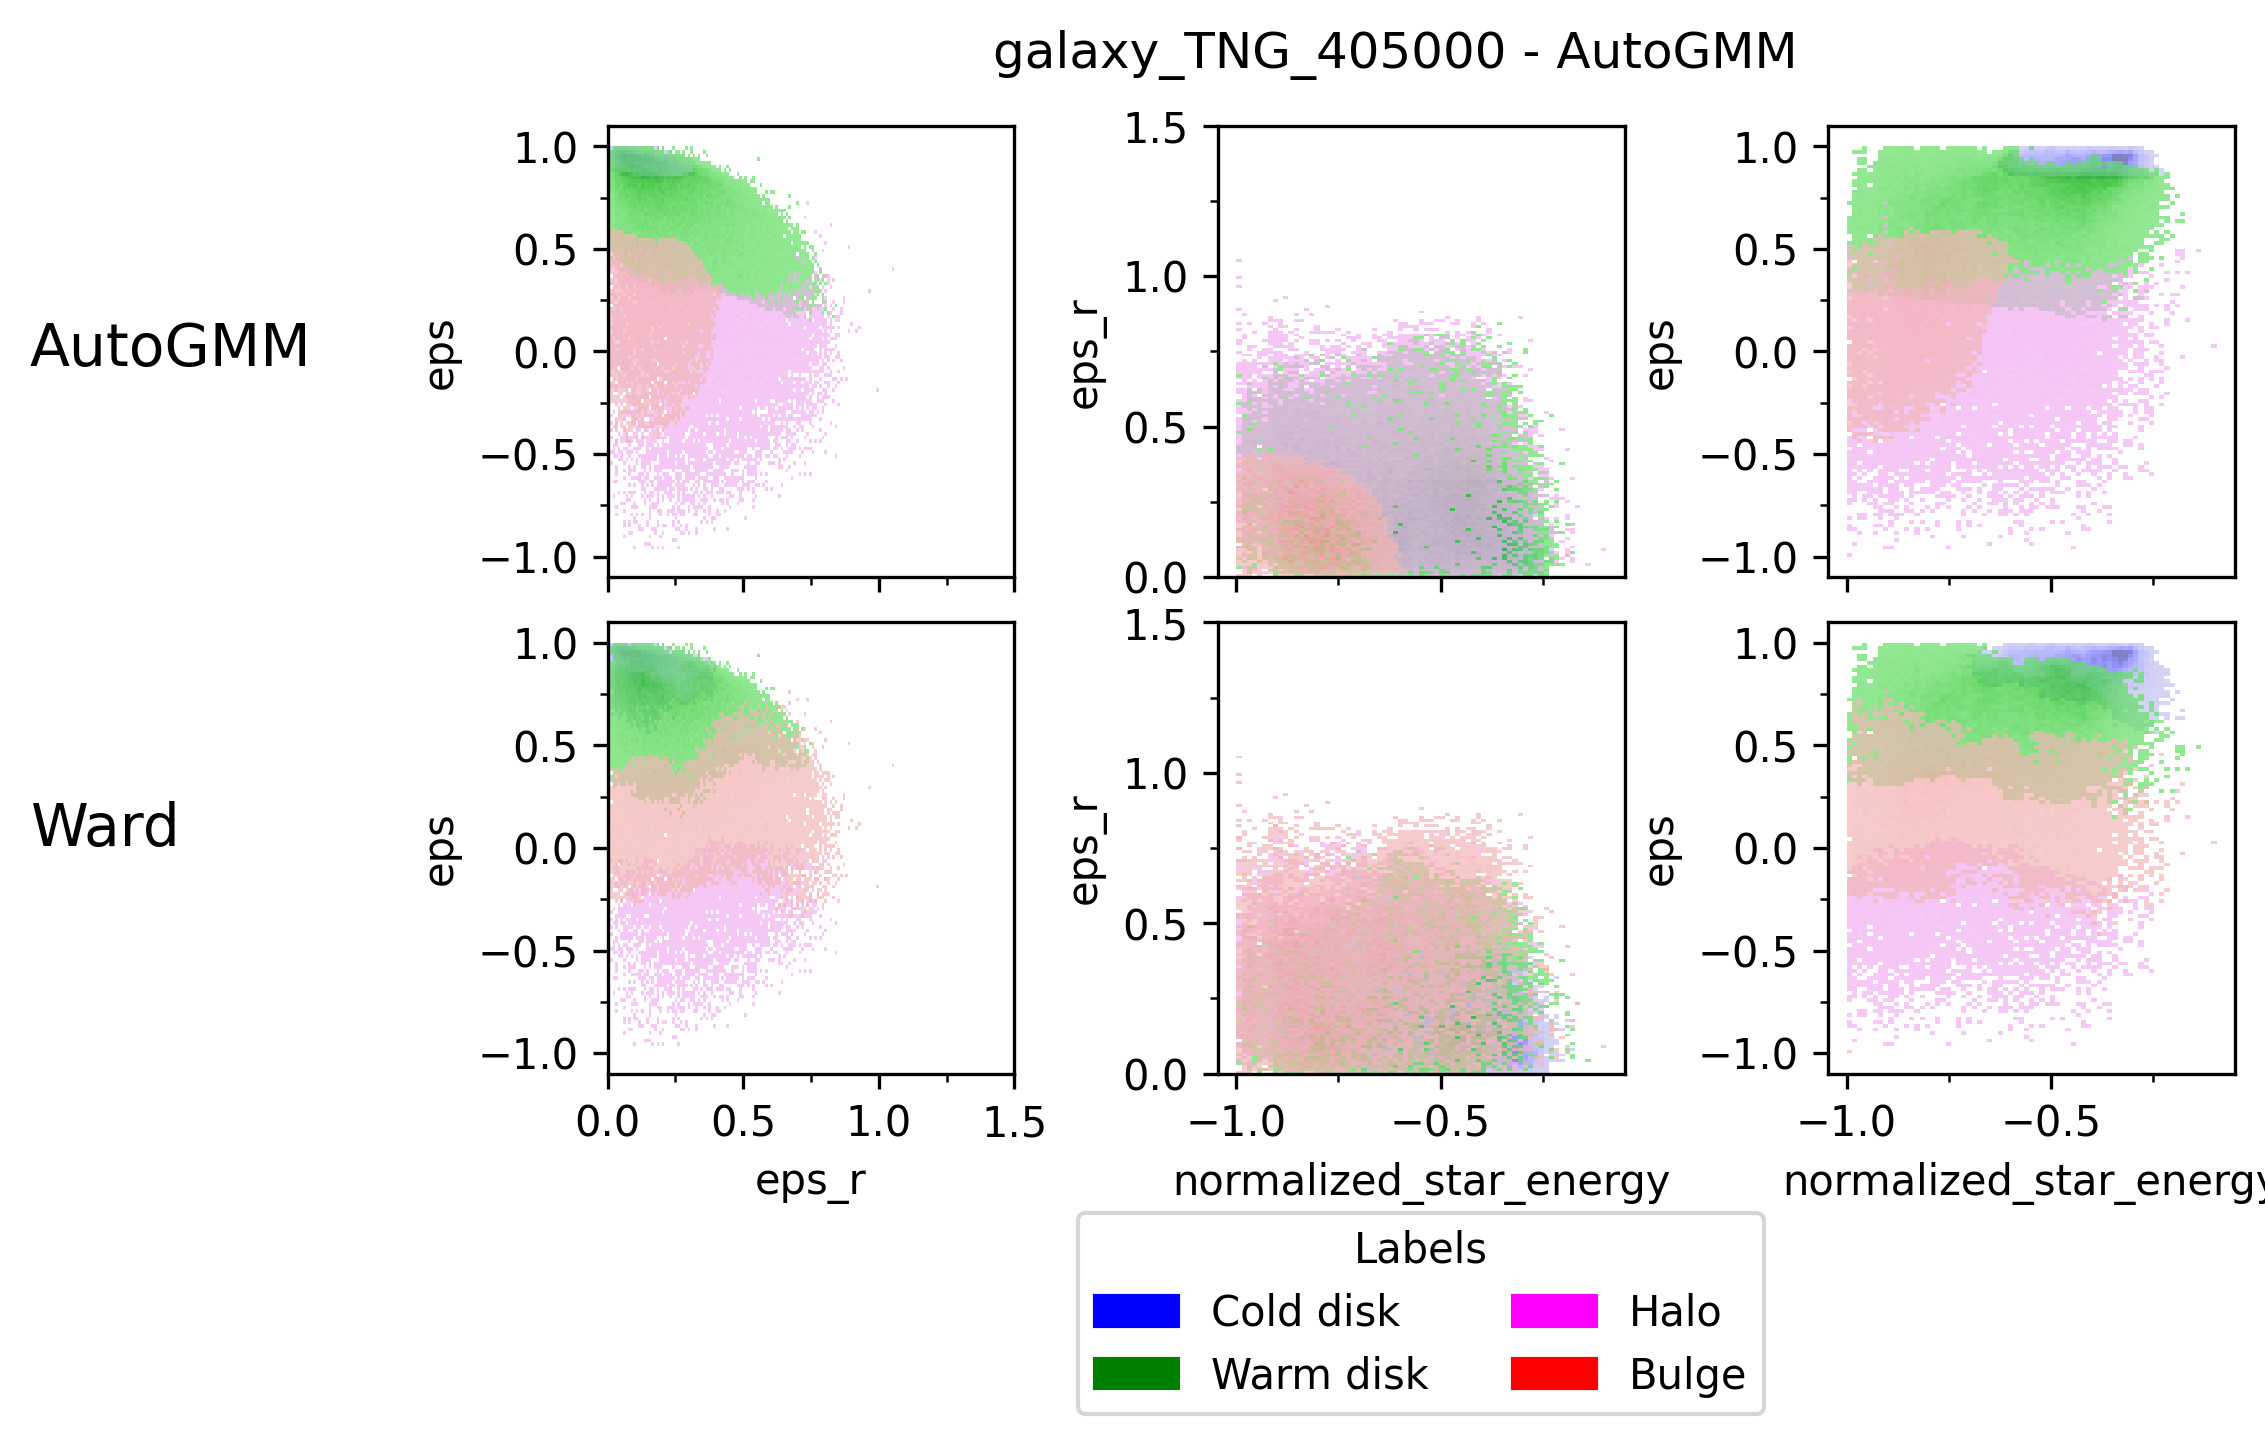 galaxy_TNG_405000 - AutoGMM
AutoGMM
eps
1.0
0.5
0.0
−0.5
−1.0
eps_r
1.5
1.0
0.5
0.0
eps
1.0
0.5
0.0
−0.5
−1.0
Ward
eps
1.0
0.5
0.0
−0.5
−1.0
0.0 0.5 1.0 1.5
eps_r
eps_r
1.5
1.0
0.5
0.0
−1.0 −0.5
normalized_star_energy
eps
1.0
0.5
0.0
−0.5
−1.0
−1.0 −0.5
normalized_star_energy
Labels
Cold disk
Warm disk
Halo
Bulge